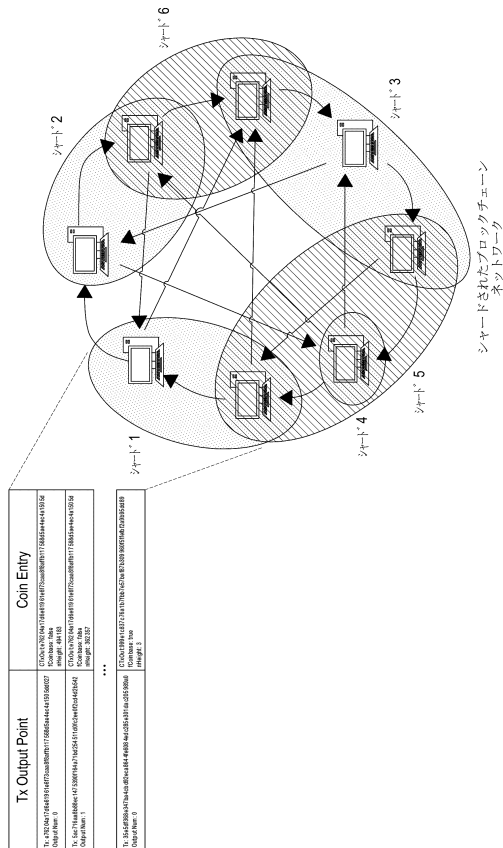 Tx Output Point
Coin Entry
Tx:
Output Num: 0
fCoinbase: false
nHeight: 494183
Tx:
Output Num: 1
fCoinbase: false
nHeight: 392357
...
Tx:
Output Num: 0
fCoinbase: true
nHeight: 3
シャード 1
シャード 2
シャード 6
シャード 3
シャード 4
シャード 5
シャードされたブロックチェーン
ネットワーク